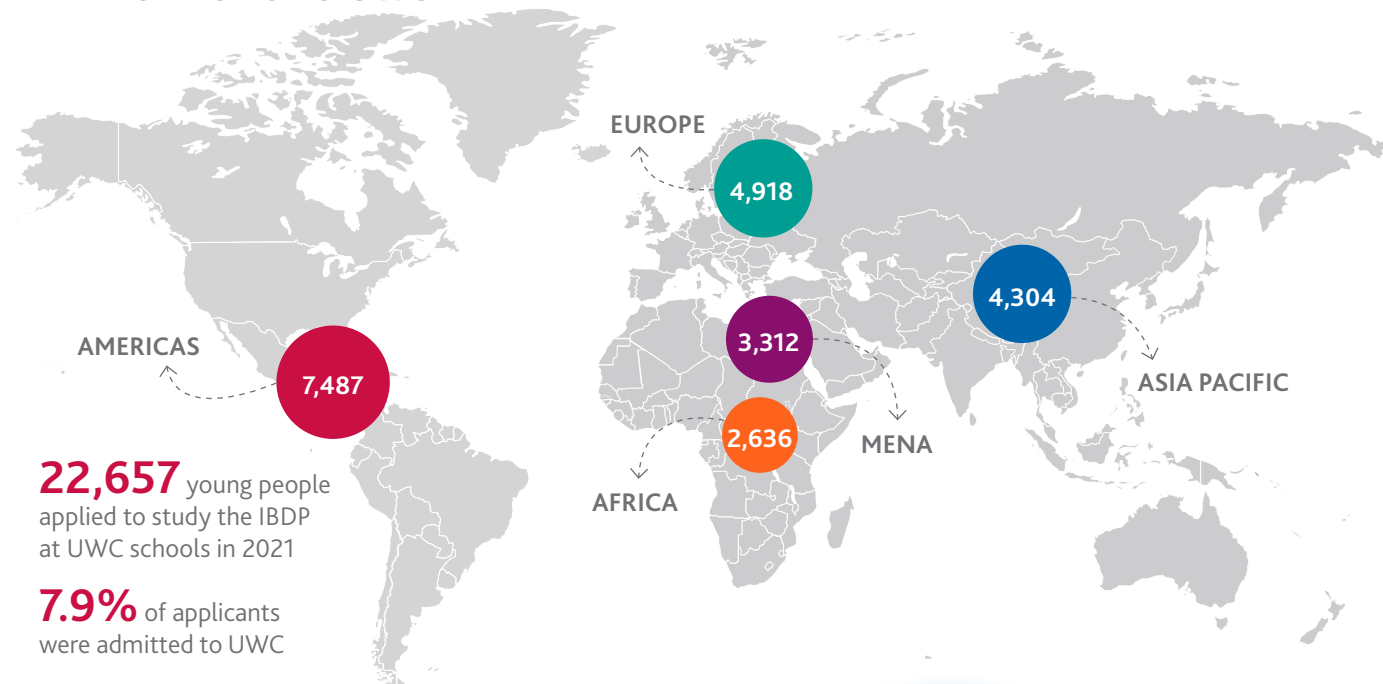 EUROPE
4,918
4,304
3,312
AMERICAS
7,487
ASIA PACIFIC
2,636
MENA
AFRICA
22,657 young people
applied to study the IBDP
at UWC schools in 2021
7.9% of applicants
were admitted to UWC